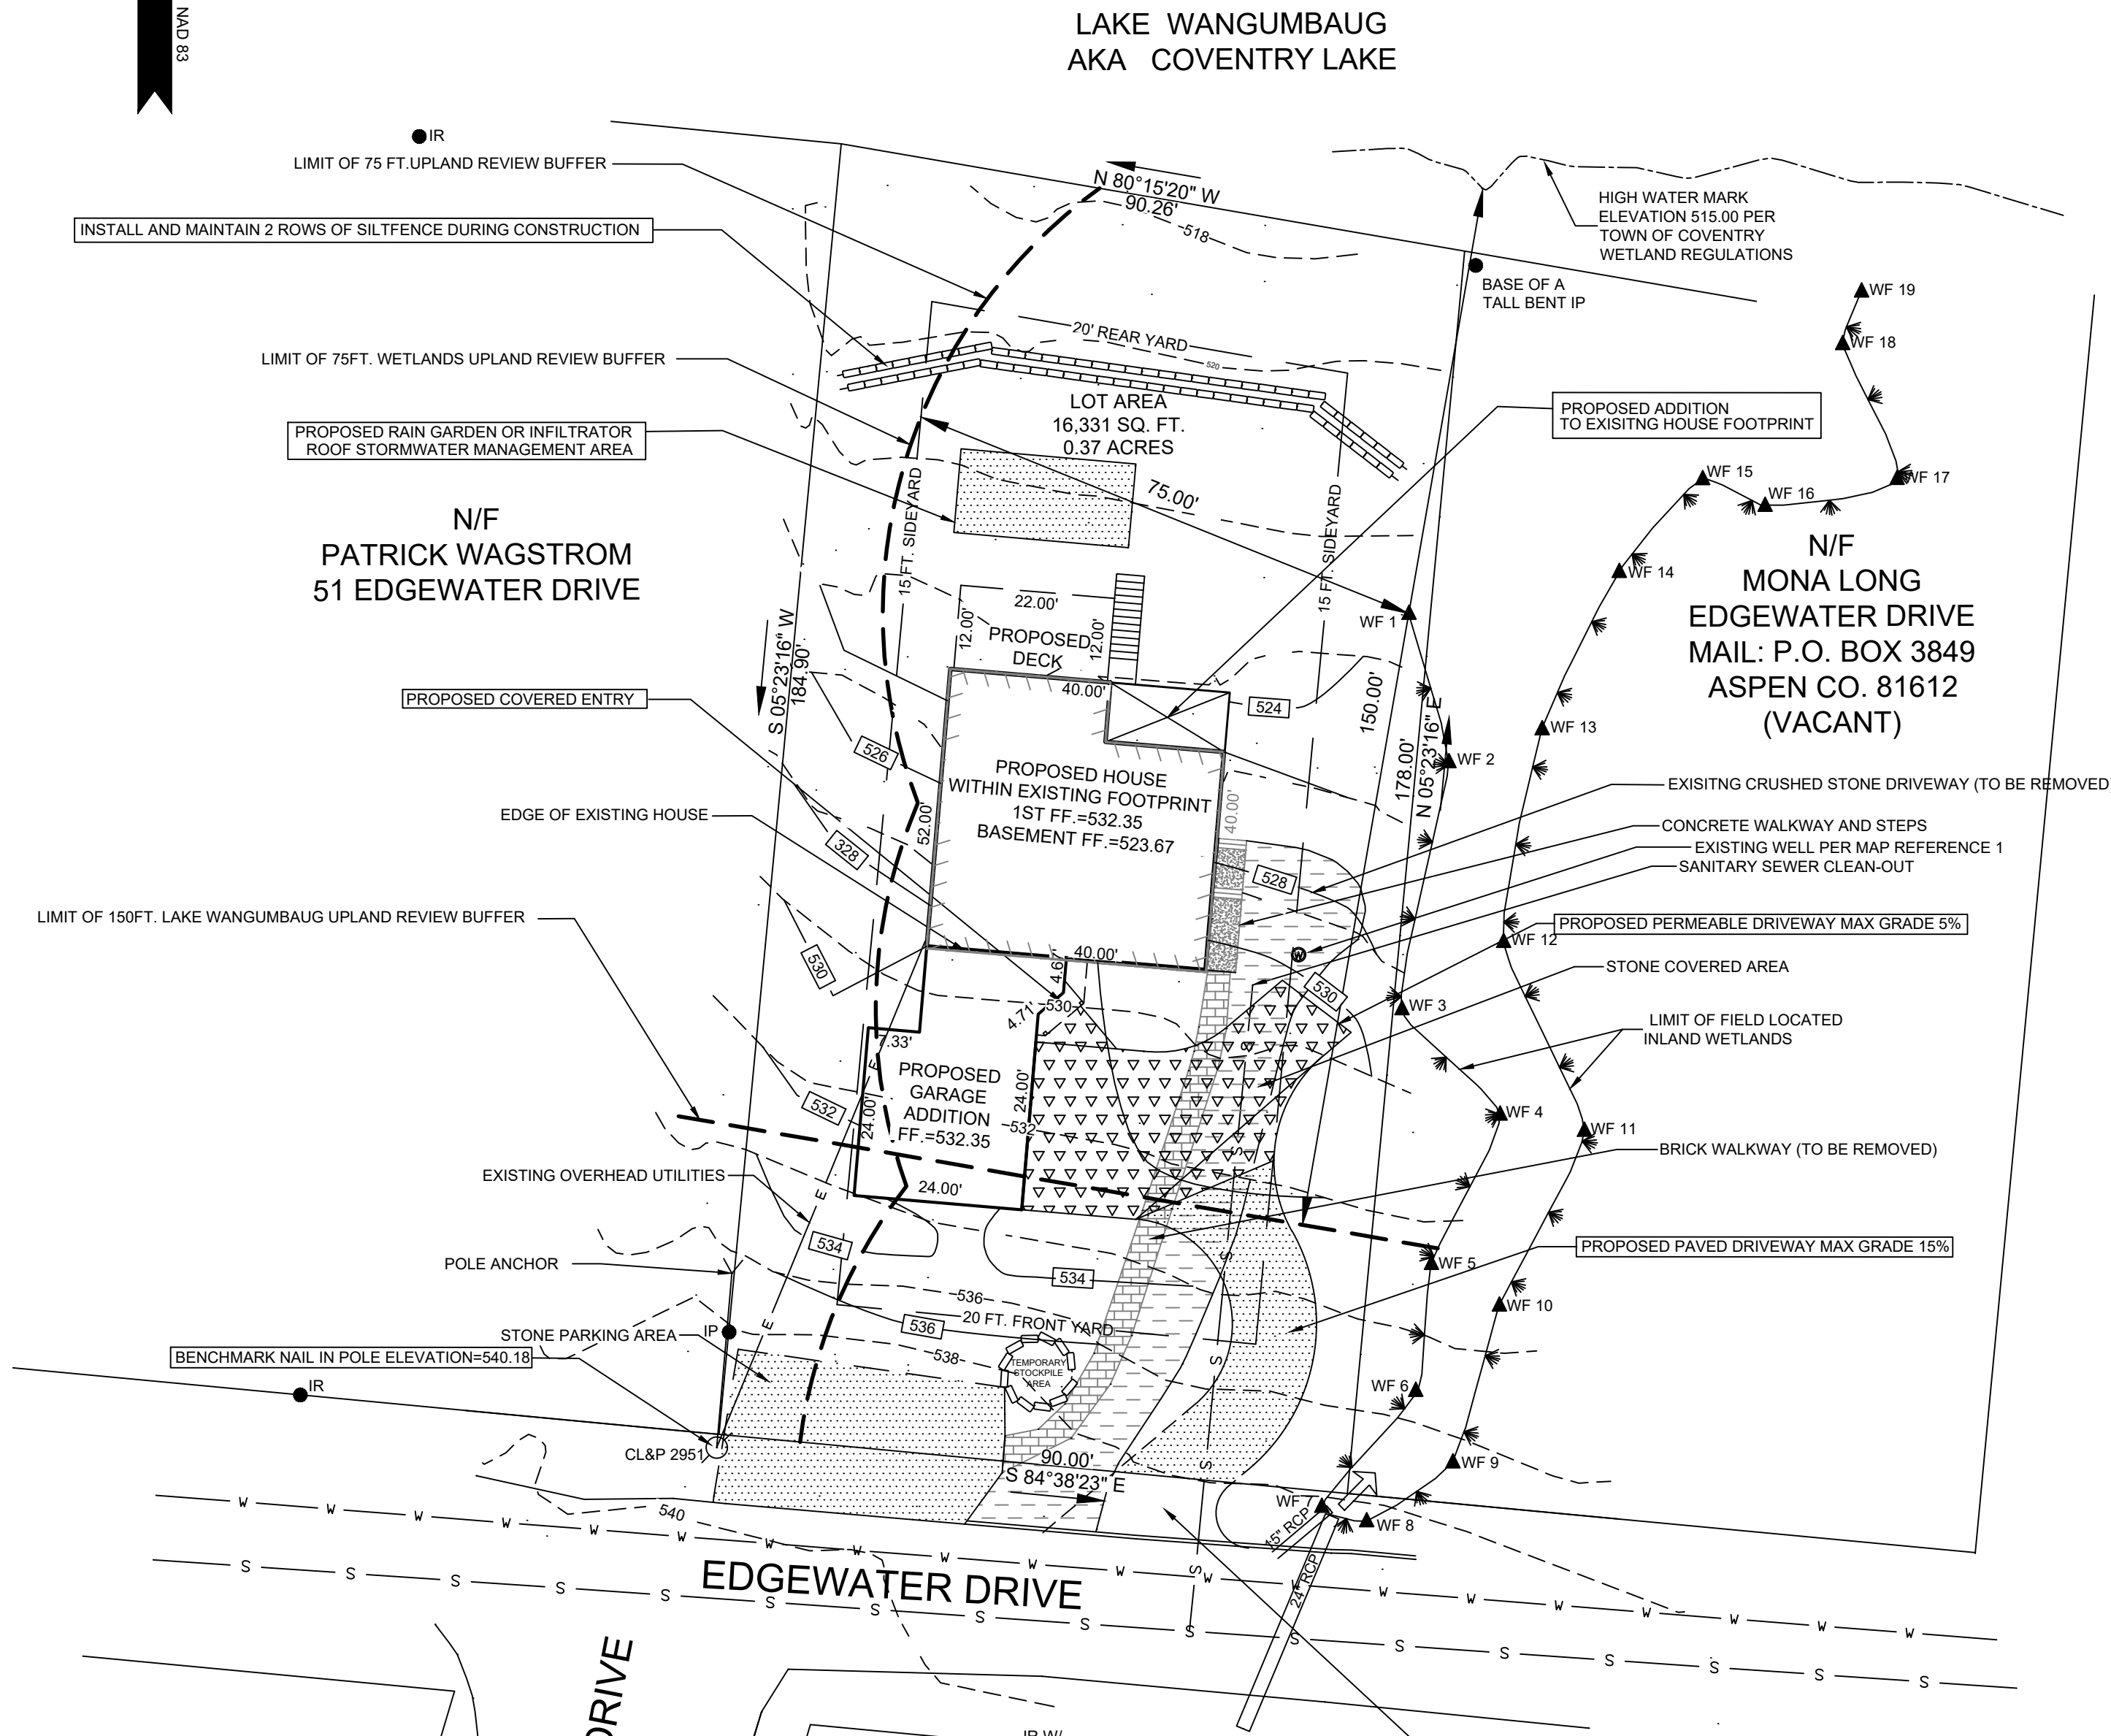 NAD 83
LAKE WANGUMBAUG
AKA COVENTRY LAKE
IR
LIMIT OF 75 FT.UPLAND REVIEW BUFFER
INSTALL AND MAINTAIN 2 ROWS OF SILTFENCE DURING CONSTRUCTION
LIMIT OF 75FT. WETLANDS UPLAND REVIEW BUFFER
PROPOSED RAIN GARDEN OR INFILTRATOR
ROOF STORMWATER MANAGEMENT AREA
N/F
PATRICK WAGSTROM
51 EDGEWATER DRIVE
PROPOSED COVERED ENTRY
EDGE OF EXISTING HOUSE
LIMIT OF 150FT. LAKE WANGUMBAUG UPLAND REVIEW BUFFER
EXISTING OVERHEAD UTILITIES
POLE ANCHOR
IP
STONE PARKING AREA
BENCHMARK NAIL IN POLE ELEVATION=540.18
IR
CL&P 2951
N 80°15'20" W
90.26'
518
20' REAR YARD
520
LOT AREA
16,331 SQ. FT.
0.37 ACRES
75.00'
15 FT. SIDEYARD
15 FT. SIDEYARD
S 05°23'16" W
184.90'
22.00'
12.00'
12.00'
PROPOSED
DECK
40.00'
524
526
PROPOSED HOUSE
WITHIN EXISTING FOOTPRINT
1ST FF.=532.35
BASEMENT FF.=523.67
52.00'
40.00'
328
528
530
40.00'
4.6
4.71'
530
530
W
7.33'
PROPOSED
GARAGE
ADDITION
FF.=532.35
24.00'
24.00'
24.00'
532
532
E
E
E
534
534
536
536
20 FT. FRONT YARD
538
TEMPORARY
STOCKPILE
AREA
90.00'
S 84°38'23" E
540
150.00'
178.00'
N 05°23'16" E
HIGH WATER MARK
ELEVATION 515.00 PER
TOWN OF COVENTRY
WETLAND REGULATIONS
BASE OF A
TALL BENT IP
PROPOSED ADDITION
TO EXISITNG HOUSE FOOTPRINT
WF 19
WF 18
WF 17
WF 15
WF 16
WF 14
WF 1
N/F
MONA LONG
EDGEWATER DRIVE
MAIL: P.O. BOX 3849
ASPEN CO. 81612
(VACANT)
WF 13
WF 2
EXISITNG CRUSHED STONE DRIVEWAY (TO BE REMOVED
CONCRETE WALKWAY AND STEPS
EXISTING WELL PER MAP REFERENCE 1
SANITARY SEWER CLEAN-OUT
PROPOSED PERMEABLE DRIVEWAY MAX GRADE 5%
WF 12
STONE COVERED AREA
WF 3
LIMIT OF FIELD LOCATED
INLAND WETLANDS
WF 4
WF 11
BRICK WALKWAY (TO BE REMOVED)
PROPOSED PAVED DRIVEWAY MAX GRADE 15%
WF 5
WF 10
WF 6
WF 9
WF 7
WF 8
15" RCP
24" RCP
S S S S S S S
W W W W W W W W W W W W W W W W W W W W
EDGEWATER DRIVE
S S S S S S S S S S S S S S S S S
DRIVE
IR W/